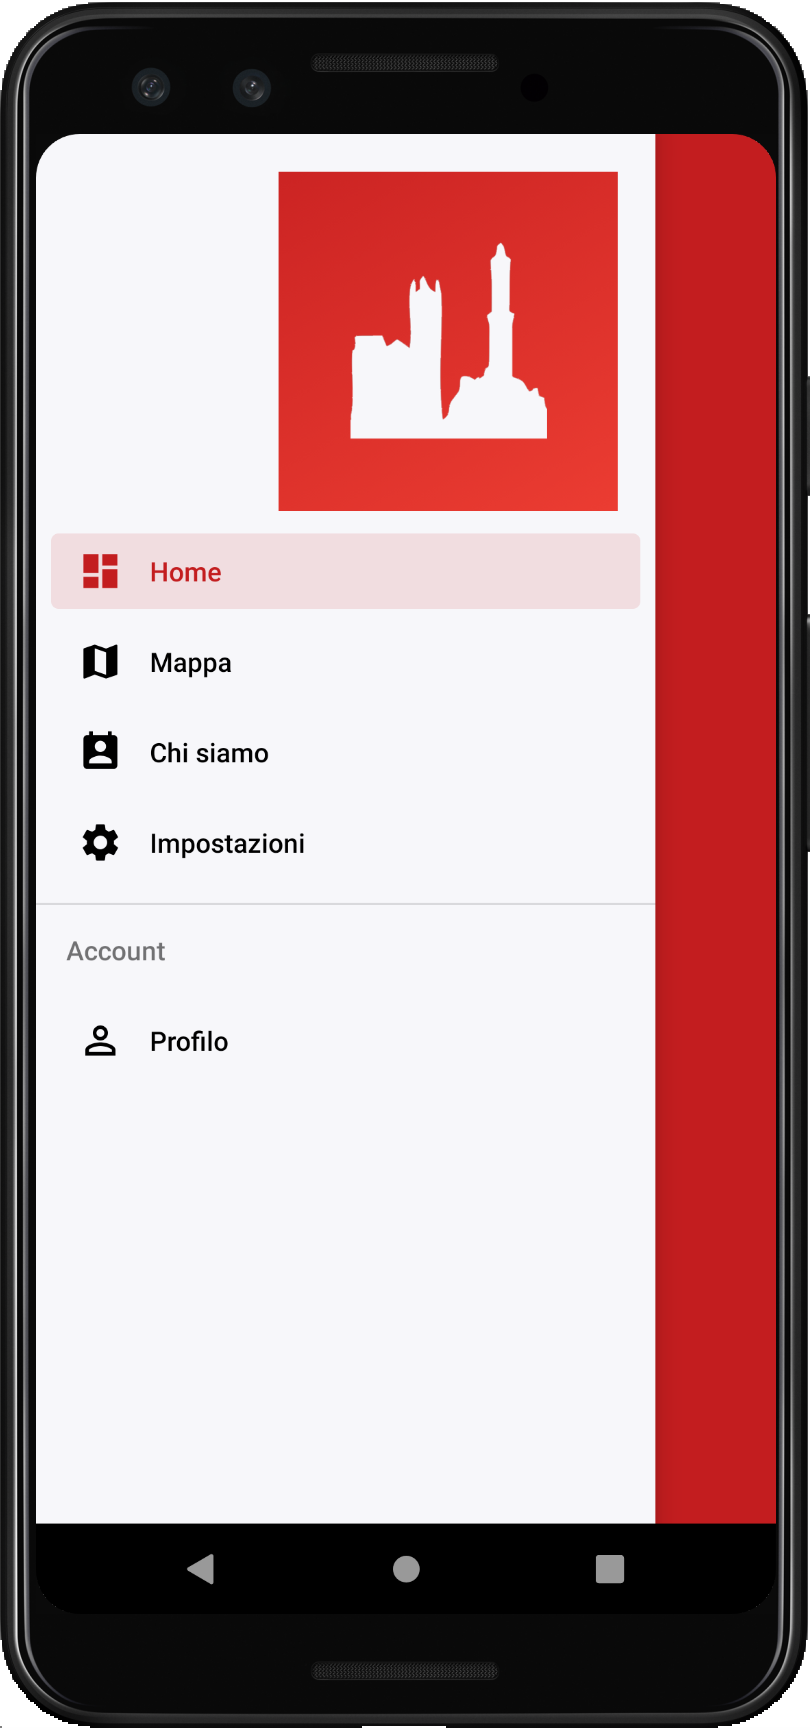 Home
Mappa
Chi siamo
Impostazioni
Account
Profilo